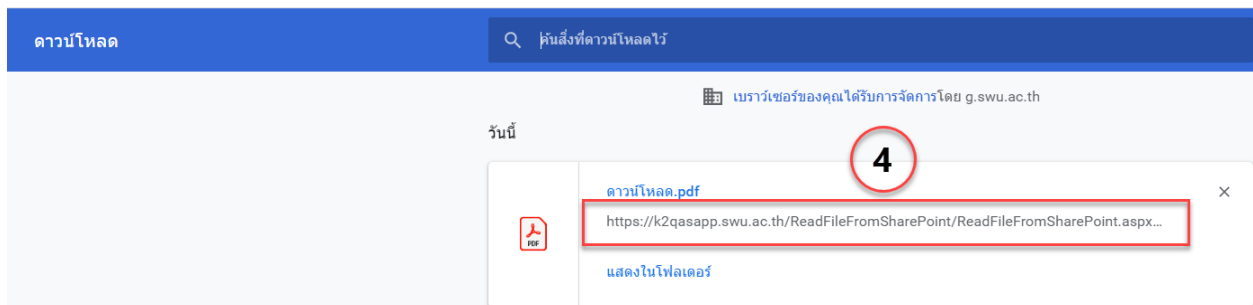 ดาวน์โหลด
ค้นสิ่งที่ดาวน์โหลดไว้
เบราว์เซอร์ของคุณได้รับการจัดการโดย g.swu.ac.th
วันนี้
4
ดาวน์โหลด.pdf
https://k2qasapp.swu.ac.th/ReadFileFromSharePoint/ReadFileFromSharePoint.aspx...
PDF
แสดงในโฟลเดอร์